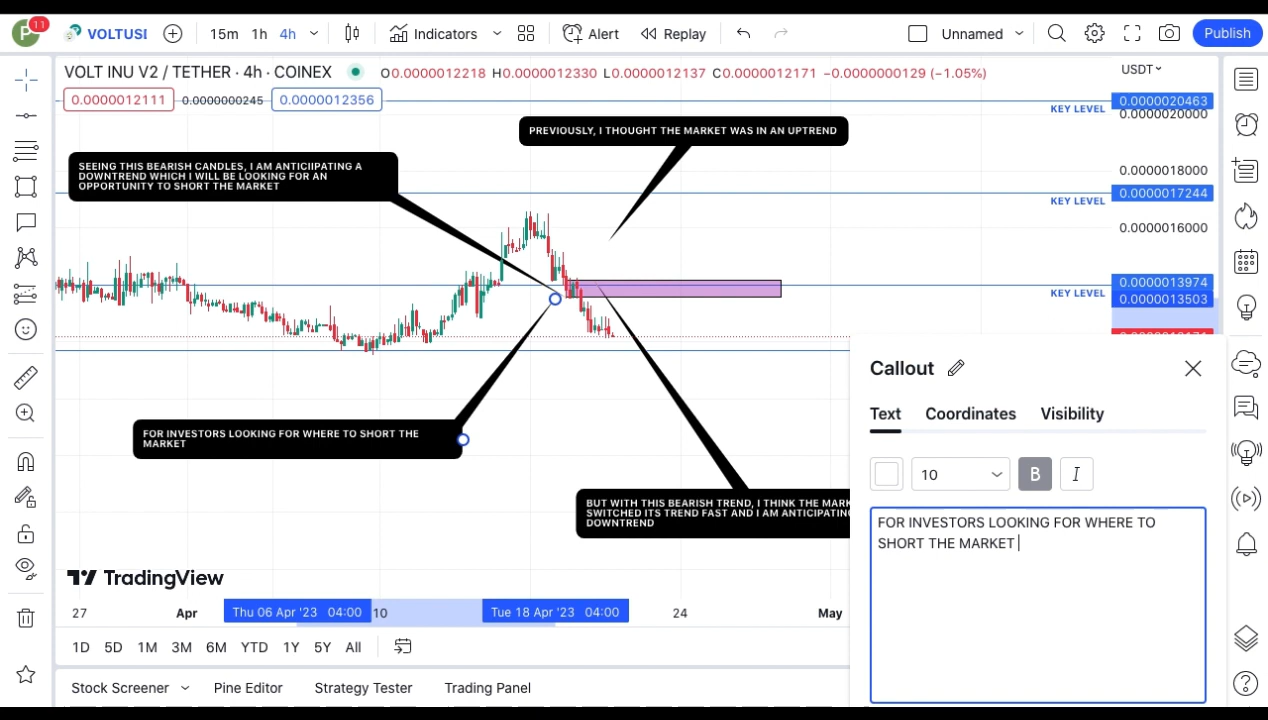 P
11
VOLTUSI
15m 1h 4h
Indicators
Alert
Replay
Unnamed
Publish
VOLT INU V2 / TETHER · 4h · COINEX
O0.0000012218 H0.0000012330 L0.0000012137 C0.0000012171 −0.0000000129 (−1.05%)
USDT
0.0000012111
0.0000000245
0.0000012356
KEY LEVEL
0.0000020463
0.0000020000
PREVIOUSLY, I THOUGHT THE MARKET WAS IN AN UPTREND
SEEING THIS BEARISH CANDLES, I AM ANTICIIPATING A
DOWNTREND WHICH I WILL BE LOOKING FOR AN
OPPORTUNITY TO SHORT THE MARKET
0.0000018000
0.0000017244
KEY LEVEL
0.0000016000
0.0000013974
KEY LEVEL
0.0000013503
FOR INVESTORS LOOKING FOR WHERE TO SHORT THE
MARKET
BUT WITH THIS BEARISH TREND, I THINK THE MARK
SWITCHED ITS TREND FAST AND I AM ANTICIPATING
DOWNTREND
Callout
Text Coordinates Visibility
10
B
I
FOR INVESTORS LOOKING FOR WHERE TO
SHORT THE MARKET
TradingView
27
Apr
Thu 06 Apr '23 04:00
10
Tue 18 Apr '23 04:00
24
May
1D 5D 1M 3M 6M YTD 1Y 5Y All
Stock Screener
Pine Editor
Strategy Tester
Trading Panel